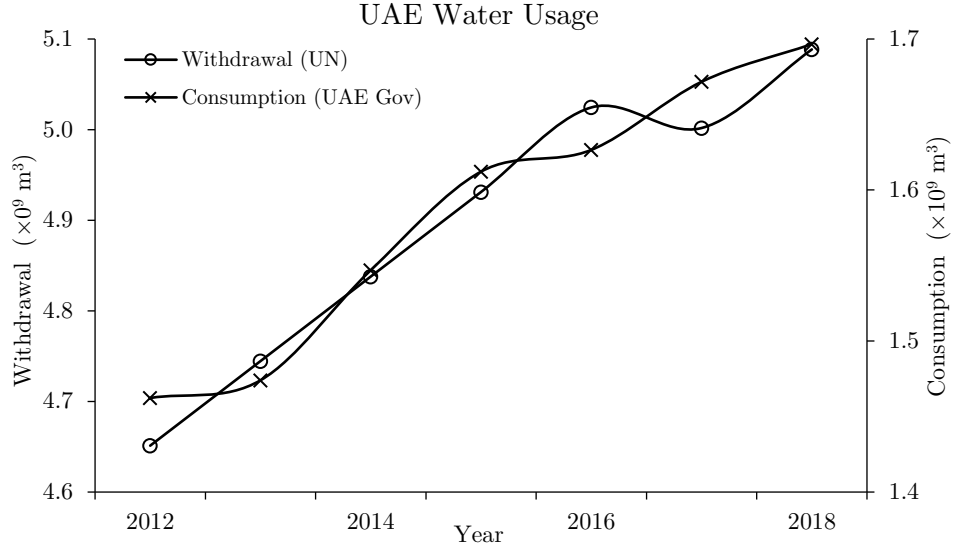 UAE Water Usage
Withdrawal (UN)
Consumption (UAE Gov)
Withdrawal (×0⁹ m³)
5.1
5.0
4.9
4.8
4.7
4.6
1.7
1.6
1.5
1.4
Consumption (×10⁹ m³)
2012 2014 2016 2018
Year